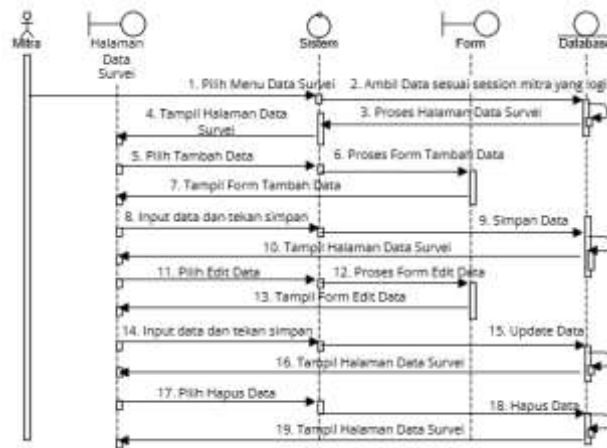 Mitra
Halaman
Data
Survei
Sistem
Form
Database
1. Pilih Menu Data Survei
2. Ambil Data sesuai session mitra yang logi
3. Proses Halaman Data Survei
4. Tampil Halaman Data
Survei
5. Pilih Tambah Data
6. Proses Form Tambah Data
7. Tampil Form Tambah Data
8. Input data dan tekan simpan
9. Simpan Data
10. Tampil Halaman Data Survei
11. Pilih Edit Data
12. Proses Form Edit Data
13. Tampil Form Edit Data
14. Input data dan tekan simpan
15. Update Data
16. Tampil Halaman Data Survei
17. Pilih Hapus Data
18. Hapus Data
19. Tampil Halaman Data Survei